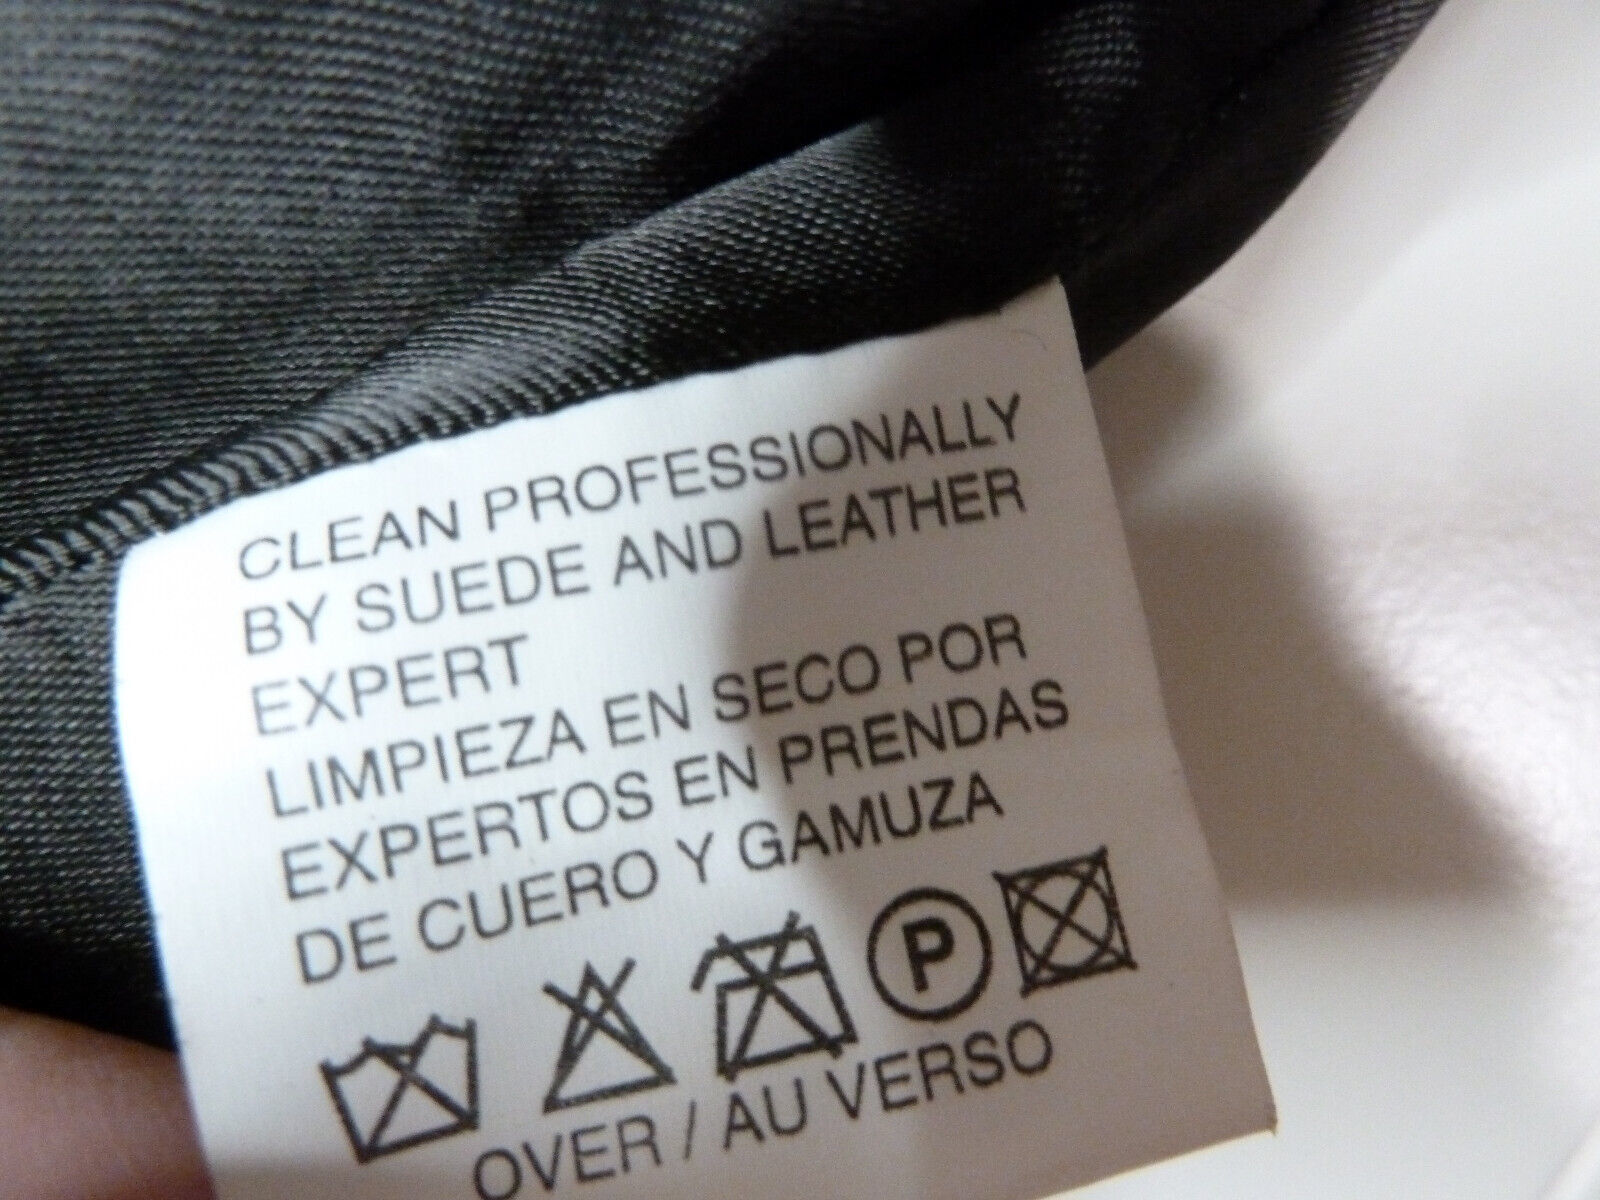 CLEAN PROFESSIONALLY
BY SUEDE AND LEATHER
EXPERT
LIMPIEZA EN SECO POR
EXPERTOS EN PRENDAS
DE CUERO Y GAMUZA
P
OVER / AU VERSO